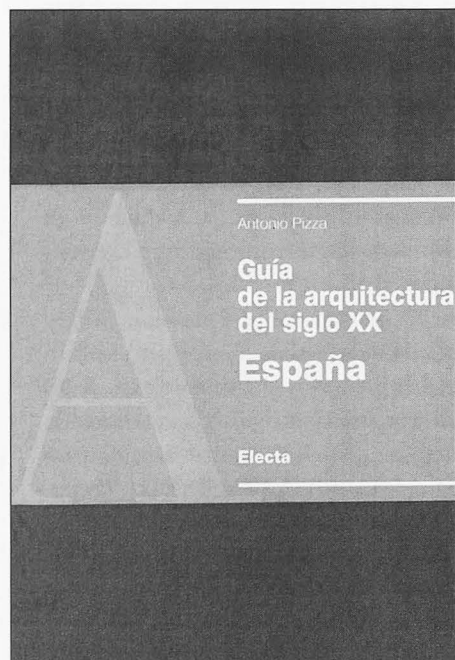 A
Antonio Pizza
Guía
de la arquitectura
del siglo XX
España
Electa